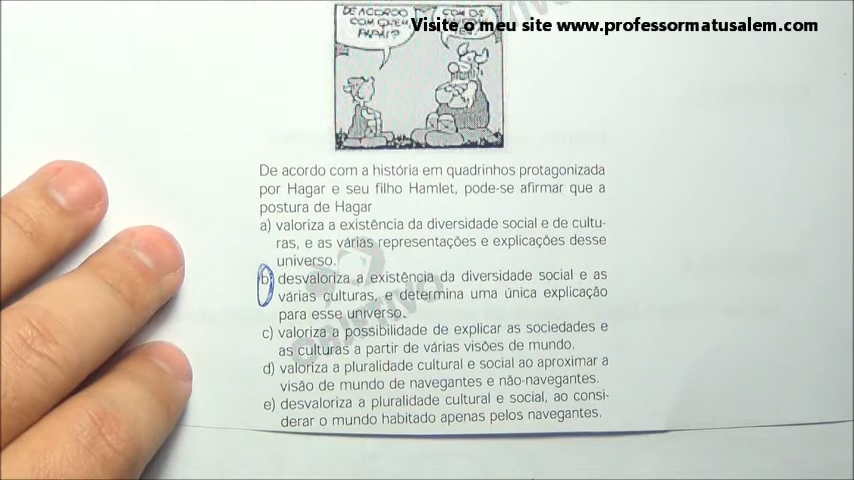 DE ACORDO
COM QUEM,
PAPAI?
COM OS
Visite o meu site www.professormatusalem.com
De acordo com a história em quadrinhos protagonizada
por Hagar e seu filho Hamlet, pode-se afirmar que a
postura de Hagar
a) valoriza a existência da diversidade social e de cultu-
ras, e as várias representações e explicações desse
universo.
b) desvaloriza a existência da diversidade social e as
várias culturas, e determina uma única explicação
para esse universo.
c) valoriza a possibilidade de explicar as sociedades e
as culturas a partir de várias visões de mundo.
d) valoriza a pluralidade cultural e social ao aproximar a
visão de mundo de navegantes e não-navegantes.
e) desvaloriza a pluralidade cultural e social, ao consi-
derar o mundo habitado apenas pelos navegantes.
OBJETIVO